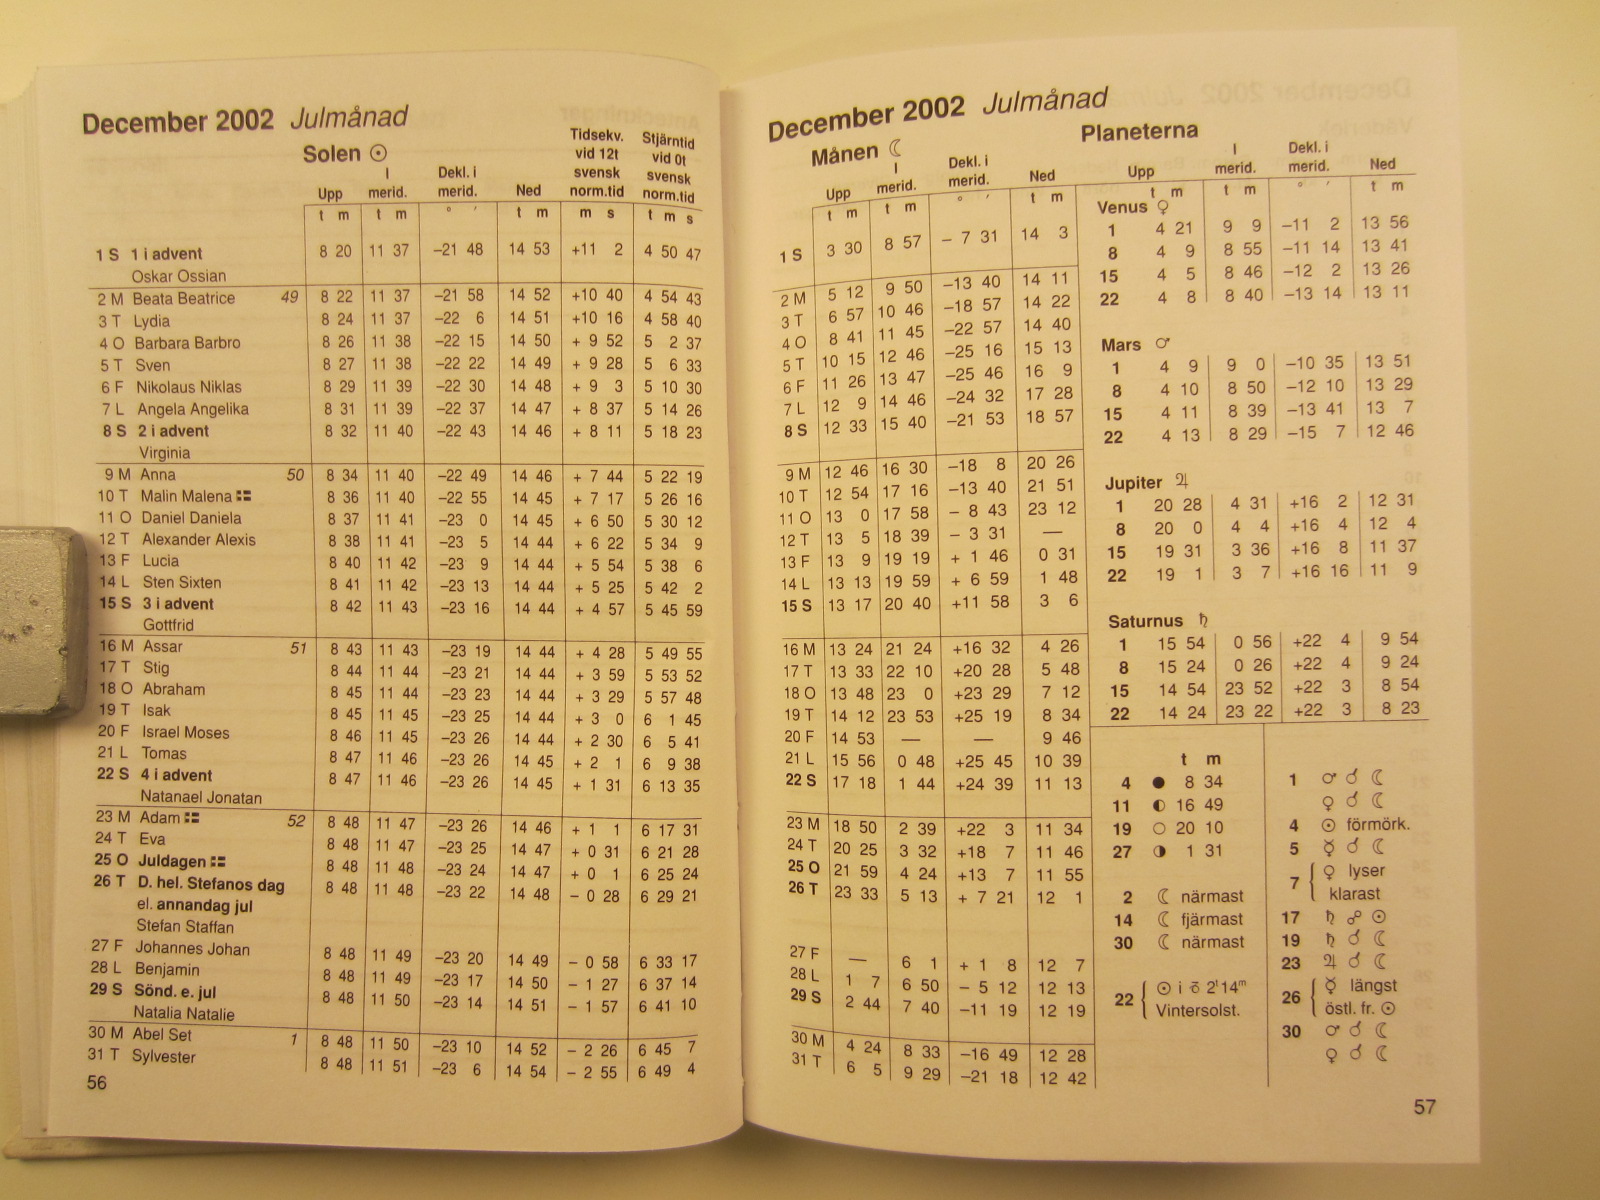 December 2002 Julmånad
Solen ☉
Upp I merid. Dekl. i merid. Ned Tidsekv. vid 12t svensk norm.tid Stjärntid vid 0t svensk norm.tid
t m t m ° ′ t m m s t m s
1 S 1 i advent 8 20 11 37 –21 48 14 53 +11 2 4 50 47
Oskar Ossian
2 M Beata Beatrice 49 8 22 11 37 –21 58 14 52 +10 40 4 54 43
3 T Lydia 8 24 11 37 –22 6 14 51 +10 16 4 58 40
4 O Barbara Barbro 8 26 11 38 –22 15 14 50 + 9 52 5 2 37
5 T Sven 8 27 11 38 –22 22 14 49 + 9 28 5 6 33
6 F Nikolaus Niklas 8 29 11 39 –22 30 14 48 + 9 3 5 10 30
7 L Angela Angelika 8 31 11 39 –22 37 14 47 + 8 37 5 14 26
8 S 2 i advent 8 32 11 40 –22 43 14 46 + 8 11 5 18 23
Virginia
9 M Anna 50 8 34 11 40 –22 49 14 46 + 7 44 5 22 19
10 T Malin Malena 8 36 11 40 –22 55 14 45 + 7 17 5 26 16
11 O Daniel Daniela 8 37 11 41 –23 0 14 45 + 6 50 5 30 12
12 T Alexander Alexis 8 38 11 41 –23 5 14 44 + 6 22 5 34 9
13 F Lucia 8 40 11 42 –23 9 14 44 + 5 54 5 38 6
14 L Sten Sixten 8 41 11 42 –23 13 14 44 + 5 25 5 42 2
15 S 3 i advent 8 42 11 43 –23 16 14 44 + 4 57 5 45 59
Gottfrid
16 M Assar 51 8 43 11 43 –23 19 14 44 + 4 28 5 49 55
17 T Stig 8 44 11 44 –23 21 14 44 + 3 59 5 53 52
18 O Abraham 8 45 11 44 –23 23 14 44 + 3 29 5 57 48
19 T Isak 8 45 11 45 –23 25 14 44 + 3 0 6 1 45
20 F Israel Moses 8 46 11 45 –23 26 14 44 + 2 30 6 5 41
21 L Tomas 8 47 11 46 –23 26 14 45 + 2 1 6 9 38
22 S 4 i advent 8 47 11 46 –23 26 14 45 + 1 31 6 13 35
Natanael Jonatan
23 M Adam 52 8 48 11 47 –23 26 14 46 + 1 1 6 17 31
24 T Eva 8 48 11 47 –23 25 14 47 + 0 31 6 21 28
25 O Juldagen 8 48 11 48 –23 24 14 47 + 0 1 6 25 24
26 T D. hel. Stefanos dag 8 48 11 48 –23 22 14 48 – 0 28 6 29 21
el. annandag jul
Stefan Staffan
27 F Johannes Johan 8 48 11 49 –23 20 14 49 – 0 58 6 33 17
28 L Benjamin 8 48 11 49 –23 17 14 50 – 1 27 6 37 14
29 S Sönd. e. jul 8 48 11 50 –23 14 14 51 – 1 57 6 41 10
Natalia Natalie
30 M Abel Set 1 8 48 11 50 –23 10 14 52 – 2 26 6 45 7
31 T Sylvester 8 48 11 51 –23 6 14 54 – 2 55 6 49 4
56
December 2002 Julmånad
Månen ☾
Upp I merid. Dekl. i merid. Ned
t m t m ° ′ t m
1 S 3 30 8 57 – 7 31 14 3
2 M 5 12 9 50 –13 40 14 11
3 T 6 57 10 46 –18 57 14 22
4 O 8 41 11 45 –22 57 14 40
5 T 10 15 12 46 –25 16 15 13
6 F 11 26 13 47 –25 46 16 9
7 L 12 9 14 46 –24 32 17 28
8 S 12 33 15 40 –21 53 18 57
9 M 12 46 16 30 –18 8 20 26
10 T 12 54 17 16 –13 40 21 51
11 O 13 0 17 58 – 8 43 23 12
12 T 13 5 18 39 – 3 31 —
13 F 13 9 19 19 + 1 46 0 31
14 L 13 13 19 59 + 6 59 1 48
15 S 13 17 20 40 +11 58 3 6
16 M 13 24 21 24 +16 32 4 26
17 T 13 33 22 10 +20 28 5 48
18 O 13 48 23 0 +23 29 7 12
19 T 14 12 23 53 +25 19 8 34
20 F 14 53 — — 9 46
21 L 15 56 0 48 +25 45 10 39
22 S 17 18 1 44 +24 39 11 13
23 M 18 50 2 39 +22 3 11 34
24 T 20 25 3 32 +18 7 11 46
25 O 21 59 4 24 +13 7 11 55
26 T 23 33 5 13 + 7 21 12 1
27 F — 6 1 + 1 8 12 7
28 L 1 7 6 50 – 5 12 12 13
29 S 2 44 7 40 –11 19 12 19
30 M 4 24 8 33 –16 49 12 28
31 T 6 5 9 29 –21 18 12 42
Planeterna
Upp I merid. Dekl. i merid. Ned
t m t m ° ′ t m
Venus ♀
1 4 21 9 9 –11 2 13 56
8 4 9 8 55 –11 14 13 41
15 4 5 8 46 –12 2 13 26
22 4 8 8 40 –13 14 13 11
Mars ♂
1 4 9 9 0 –10 35 13 51
8 4 10 8 50 –12 10 13 29
15 4 11 8 39 –13 41 13 7
22 4 13 8 29 –15 7 12 46
Jupiter ♃
1 20 28 4 31 +16 2 12 31
8 20 0 4 4 +16 4 12 4
15 19 31 3 36 +16 8 11 37
22 19 1 3 7 +16 16 11 9
Saturnus ♄
1 15 54 0 56 +22 4 9 54
8 15 24 0 26 +22 4 9 24
15 14 54 23 52 +22 3 8 54
22 14 24 23 22 +22 3 8 23
t m
4 ● 8 34
11 ◐ 16 49
19 ○ 20 10
27 ◑ 1 31
2 ☾ närmast
14 ☾ fjärmast
30 ☾ närmast
22 { ☉ i ō 2ᵗ14ᵐ
Vintersolst.
1 ♂ ☌ ☾
♀ ☌ ☾
4 ☉ förmörk.
5 ☿ ☌ ☾
7 { ♀ lyser
klarast
17 ♄ ☍ ☉
19 ♄ ☌ ☾
23 ♃ ☌ ☾
26 { ☿ längst
östl. fr. ☉
30 ♂ ☌ ☾
♀ ☌ ☾
57